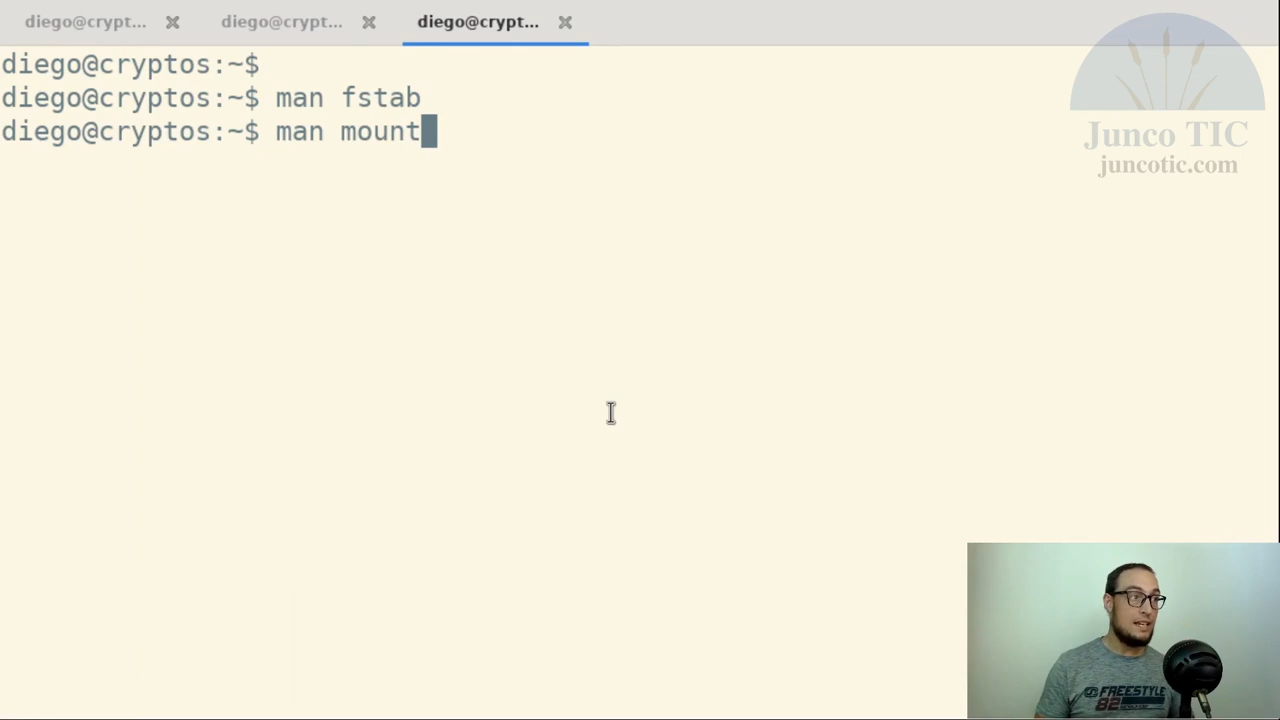 diego@crypt... × diego@crypt... × diego@crypt... ×
diego@cryptos:~$
diego@cryptos:~$ man fstab
diego@cryptos:~$ man mount
Junco TIC
juncotic.com
FREESTYLE
82